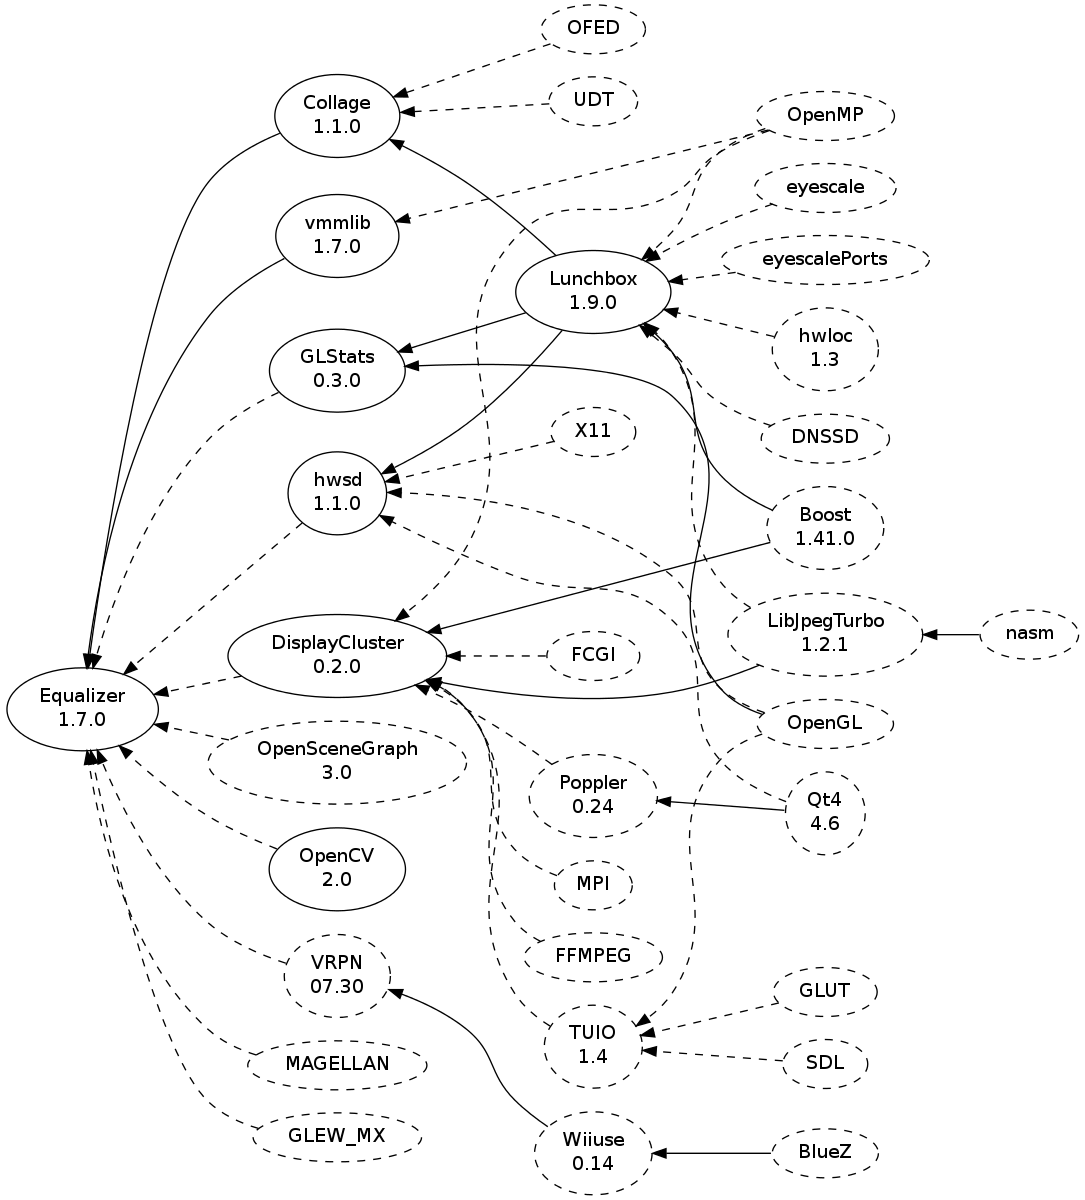 OFED
Collage
1.1.0
UDT
OpenMP
eyescale
vmmlib
1.7.0
eyescalePorts
Lunchbox
1.9.0
hwloc
1.3
GLStats
0.3.0
X11
DNSSD
hwsd
1.1.0
Boost
1.41.0
LibJpegTurbo
1.2.1
nasm
DisplayCluster
0.2.0
FCGI
Equalizer
1.7.0
OpenGL
OpenSceneGraph
3.0
Poppler
0.24
Qt4
4.6
OpenCV
2.0
MPI
FFMPEG
VRPN
07.30
GLUT
TUIO
1.4
SDL
MAGELLAN
GLEW_MX
Wiiuse
0.14
BlueZ